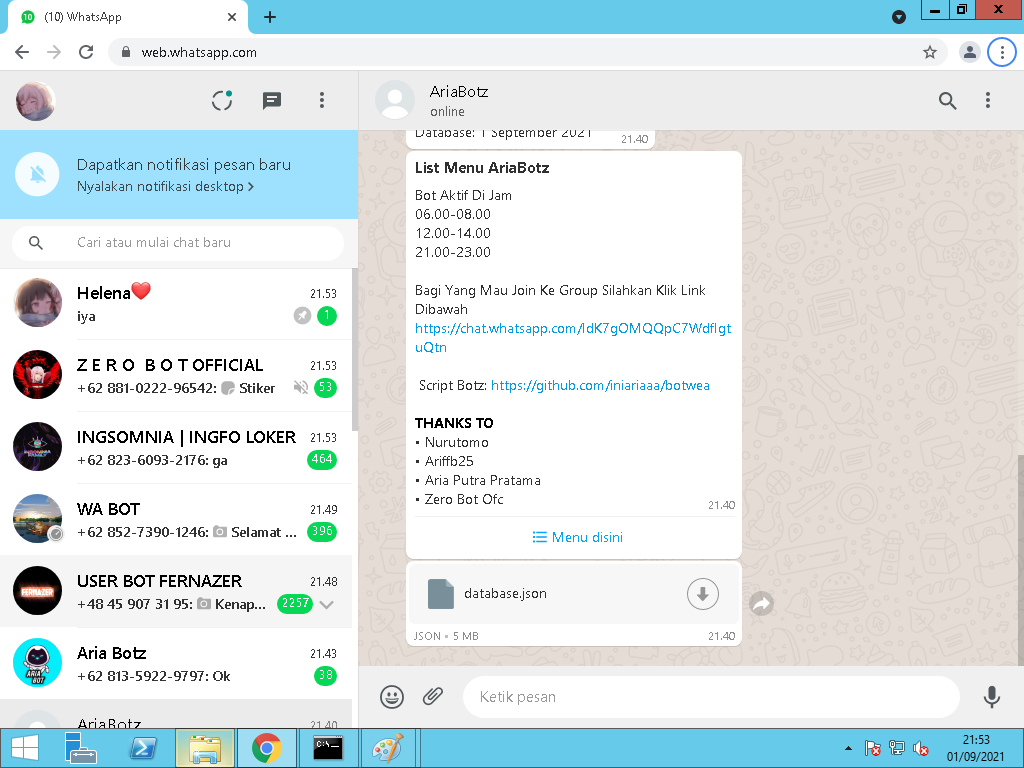 (10) WhatsApp
web.whatsapp.com
AriaBotz
online
Dapatkan notifikasi pesan baru
Nyalakan notifikasi desktop >
Cari atau mulai chat baru
Helena❤️ 21.53
iya 1
Z E R O B O T OFFICIAL 21.53
+62 881-0222-96542: Stiker 53
INGSOMNIA | INGFO LOKER 21.53
+62 823-6093-2176: ga 464
WA BOT 21.49
+62 852-7390-1246: Selamat ... 396
USER BOT FERNAZER 21.48
FERNAZER
+48 45 907 31 95: Kenap... 2257
Aria Botz 21.43
ARIA
BOT
+62 813-5922-9797: Ok 38
AriaBotz 21.40
Database: 1 September 2021 21.40
List Menu AriaBotz
Bot Aktif Di Jam
06.00-08.00
12.00-14.00
21.00-23.00
Bagi Yang Mau Join Ke Group Silahkan Klik Link
Dibawah
https://chat.whatsapp.com/IdK7gOMQQpC7WdfIgt
uQtn
Script Botz: https://github.com/iniariaaa/botwea
THANKS TO
• Nurutomo
• Ariffb25
• Aria Putra Pratama
• Zero Bot Ofc 21.40
Menu disini
database.json
JSON • 5 MB 21.40
Ketik pesan
21:53
01/09/2021